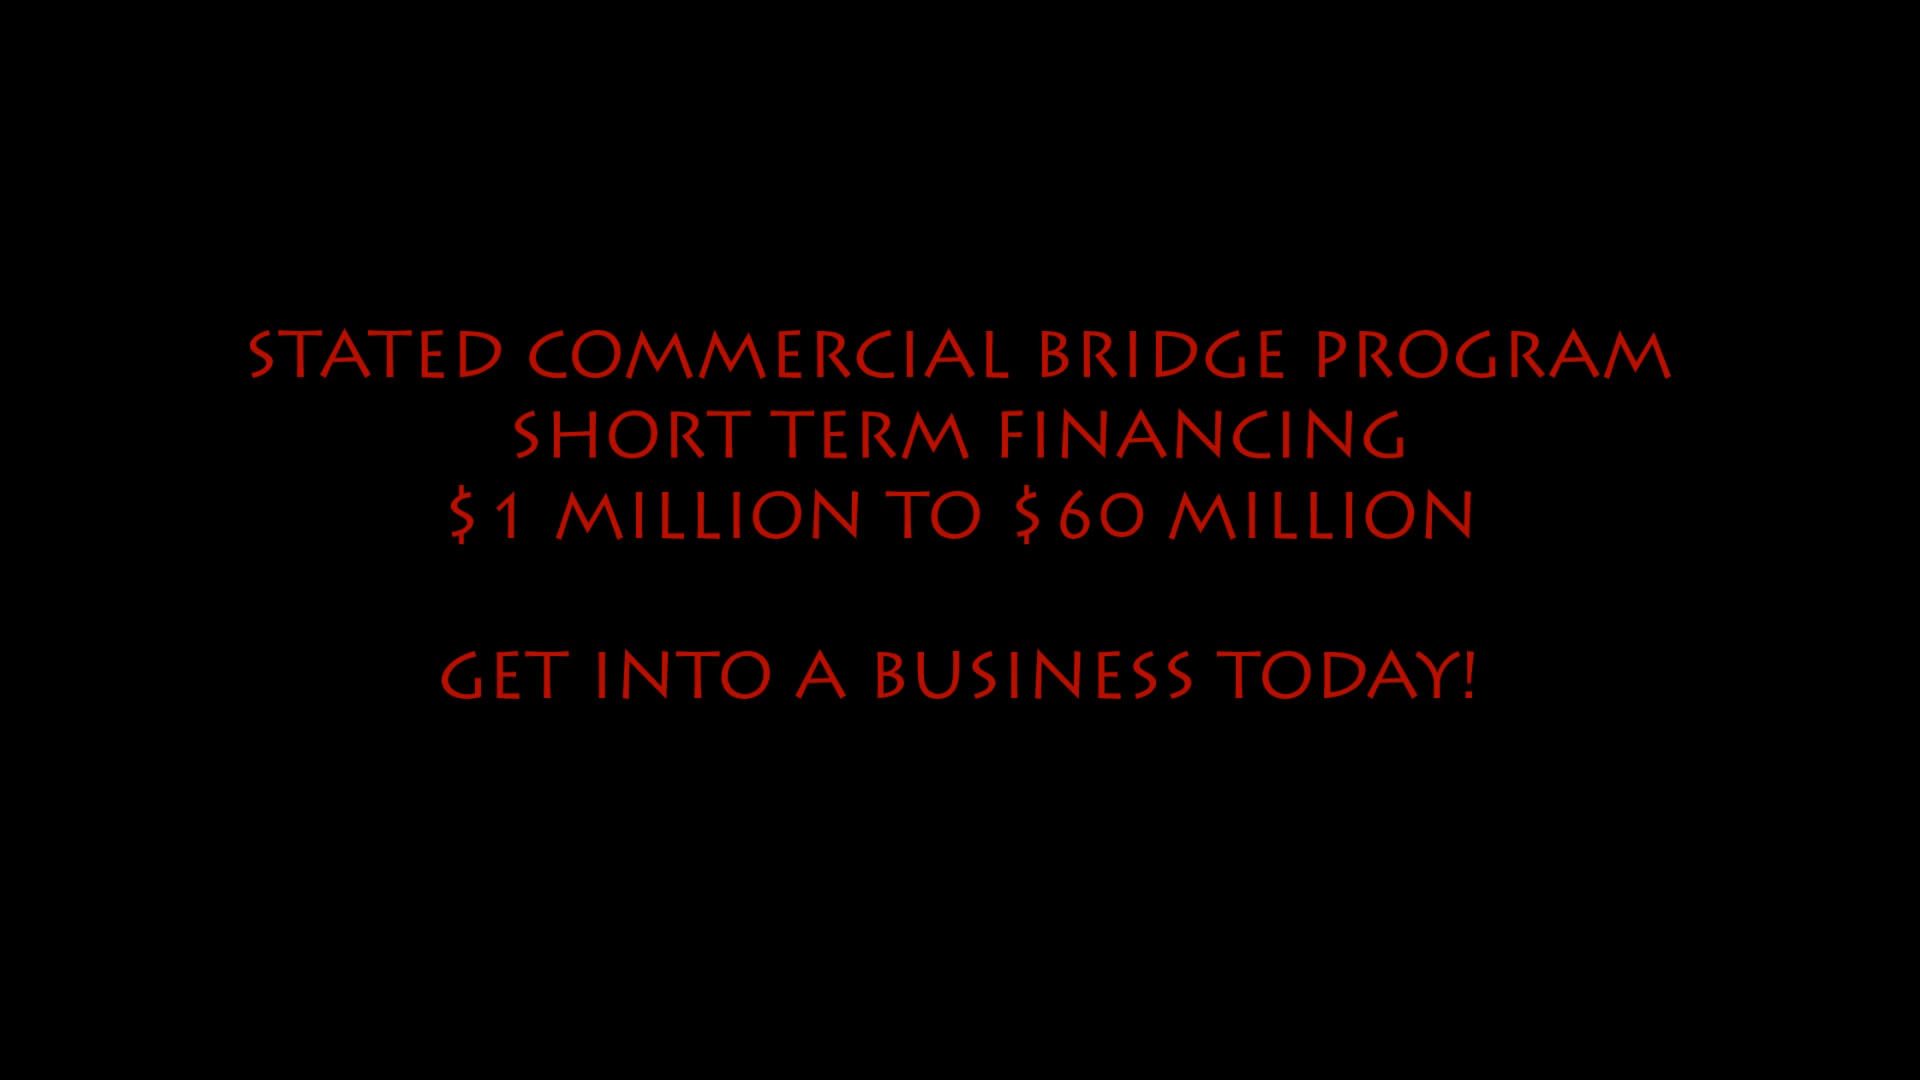 STATED COMMERCIAL BRIDGE PROGRAM
SHORT TERM FINANCING
$1 MILLION TO $60 MILLION
GET INTO A BUSINESS TODAY!